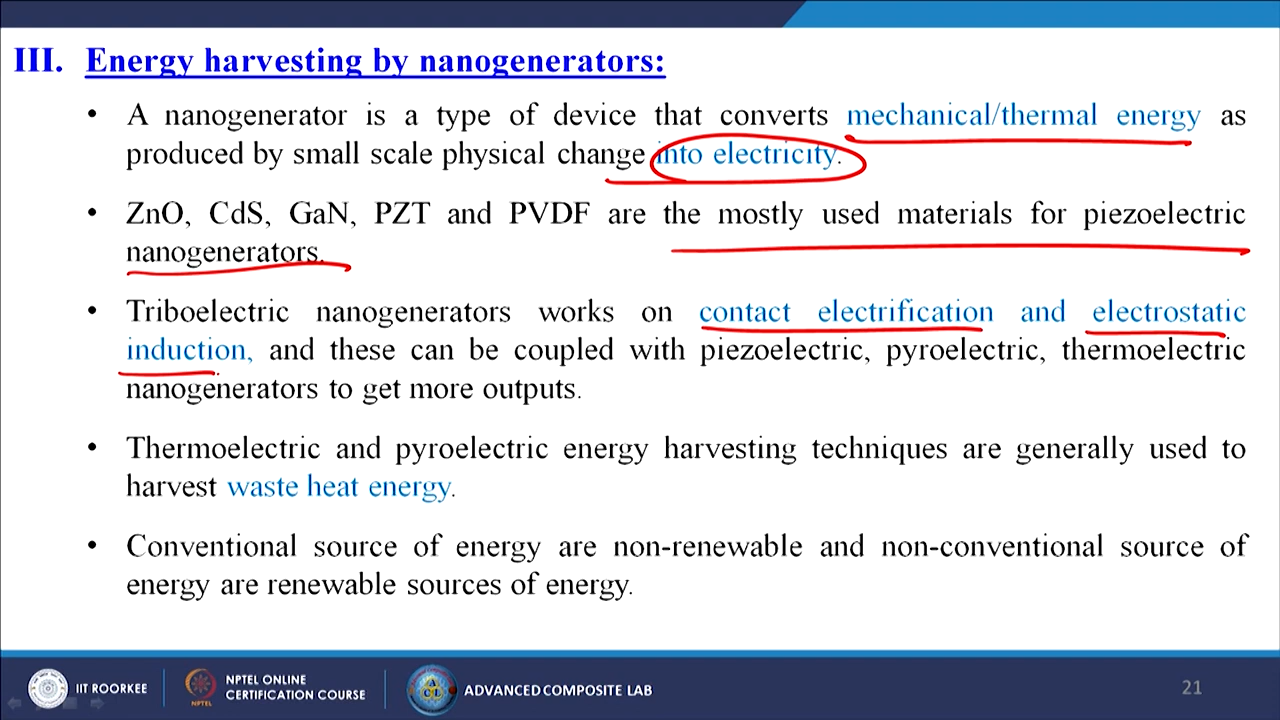 III. Energy harvesting by nanogenerators:
• A nanogenerator is a type of device that converts mechanical/thermal energy as
produced by small scale physical change into electricity.
• ZnO, CdS, GaN, PZT and PVDF are the mostly used materials for piezoelectric
nanogenerators.
• Triboelectric nanogenerators works on contact electrification and electrostatic
induction, and these can be coupled with piezoelectric, pyroelectric, thermoelectric
nanogenerators to get more outputs.
• Thermoelectric and pyroelectric energy harvesting techniques are generally used to
harvest waste heat energy.
• Conventional source of energy are non-renewable and non-conventional source of
energy are renewable sources of energy.
IIT ROORKEE
NPTEL
NPTEL ONLINE
CERTIFICATION COURSE
ACL
ADVANCED COMPOSITE LAB
21